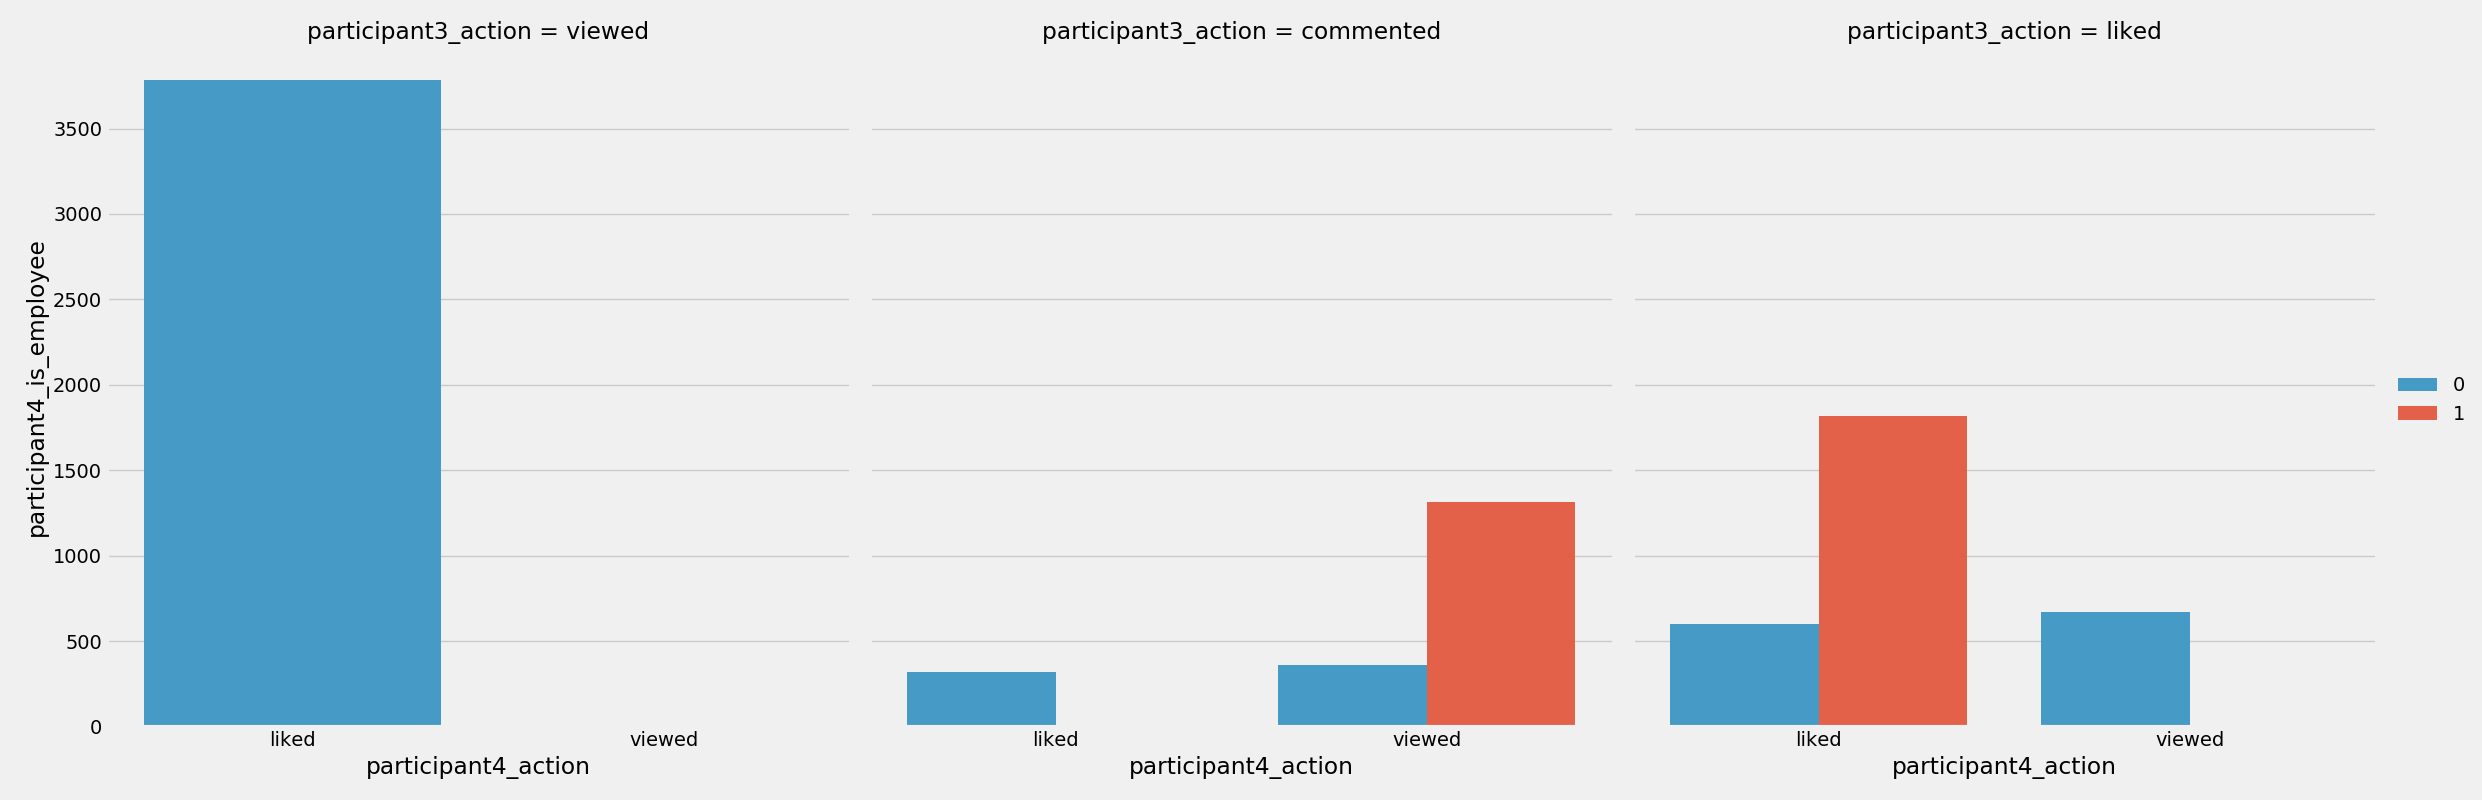 participant3_action = viewed
participant3_action = commented
participant3_action = liked
participant4_is_employee
3500
3000
2500
2000
1500
1000
500
0
liked
viewed
liked
viewed
liked
viewed
participant4_action
participant4_action
participant4_action
0
1